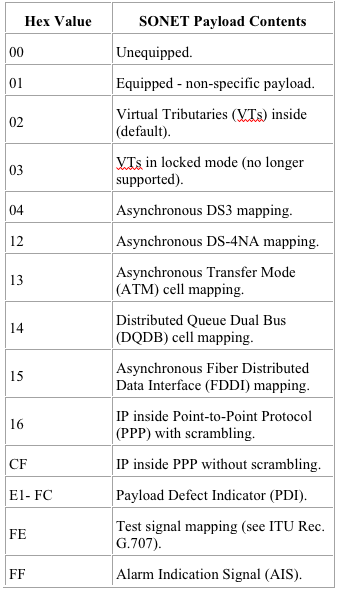 Hex Value SONET Payload Contents
00 Unequipped.
01 Equipped - non-specific payload.
02 Virtual Tributaries (VTs) inside
(default).
03 VTs in locked mode (no longer
supported).
04 Asynchronous DS3 mapping.
12 Asynchronous DS-4NA mapping.
13 Asynchronous Transfer Mode
(ATM) cell mapping.
14 Distributed Queue Dual Bus
(DQDB) cell mapping.
15 Asynchronous Fiber Distributed
Data Interface (FDDI) mapping.
16 IP inside Point-to-Point Protocol
(PPP) with scrambling.
CF IP inside PPP without scrambling.
E1- FC Payload Defect Indicator (PDI).
FE Test signal mapping (see ITU Rec.
G.707).
FF Alarm Indication Signal (AIS).